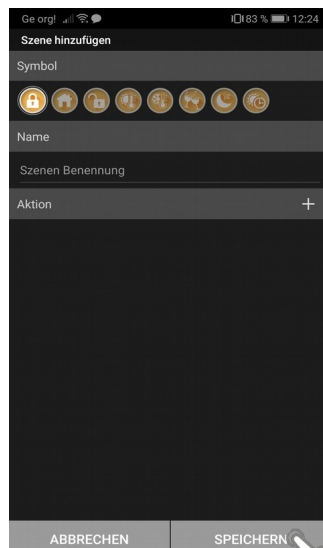 Ge org! 83 % 12:24
Szene hinzufügen
Symbol
Name
Szenen Benennung
Aktion +
ABBRECHEN SPEICHERN